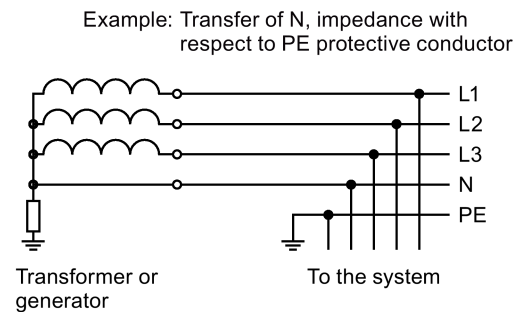 Example: Transfer of N, impedance with
respect to PE protective conductor
L1
L2
L3
N
PE
Transformer or
generator
To the system